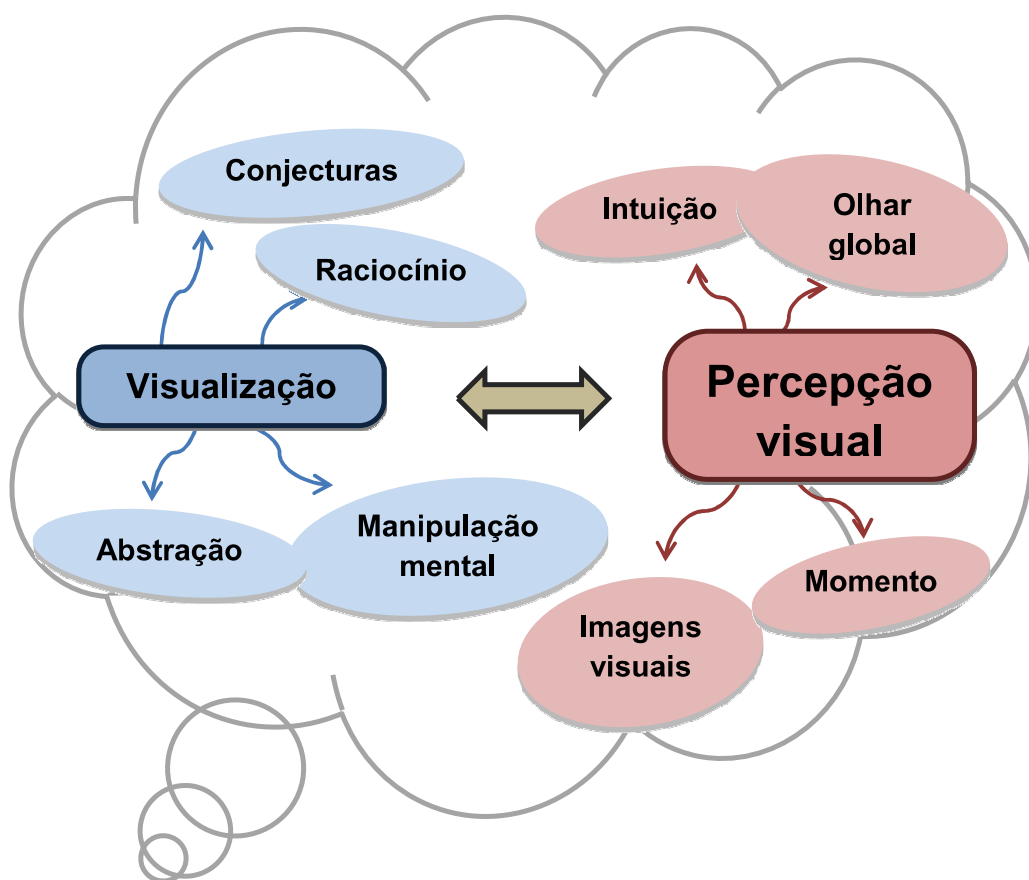 Conjecturas
Raciocínio
Visualização
Abstração
Manipulação
mental
Intuição
Olhar
global
Percepção
visual
Imagens
visuais
Momento